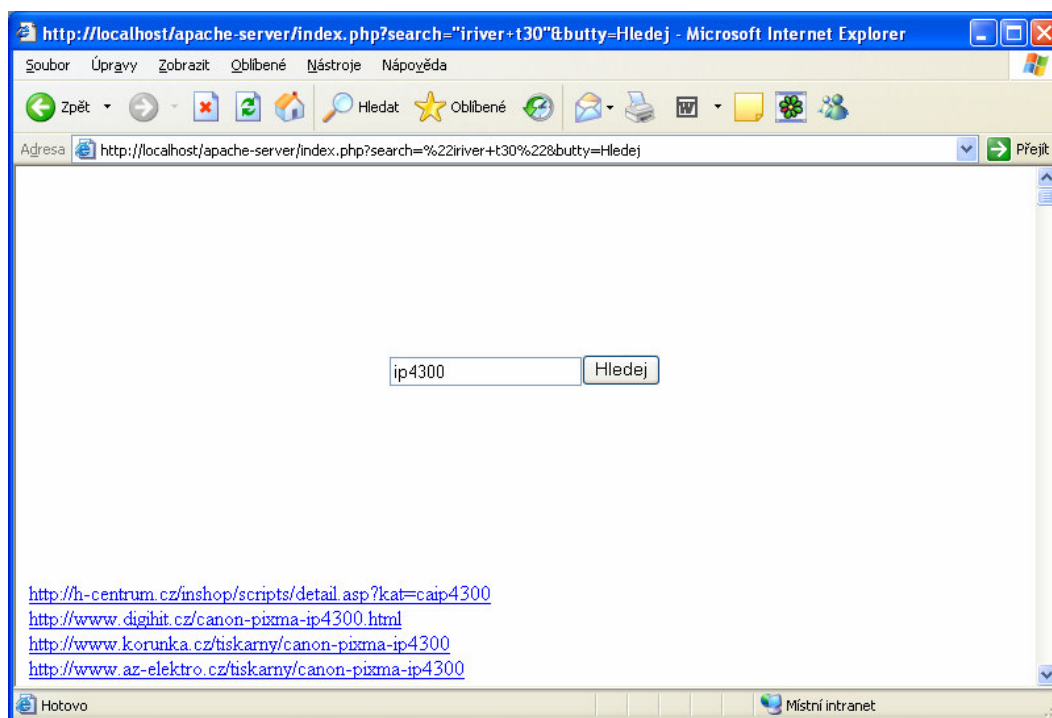 http://localhost/apache-server/index.php?search="iriver+t30"&butty=Hledej - Microsoft Internet Explorer
Soubor Úpravy Zobrazit Oblíbené Nástroje Nápověda
Zpět Hledat Oblíbené
Adresa http://localhost/apache-server/index.php?search=%22iriver+t30%22&butty=Hledej Přejít
ip4300 Hledej
http://h-centrum.cz/inshop/scripts/detail.asp?kat=caip4300
http://www.digihit.cz/canon-pixma-ip4300.html
http://www.korunka.cz/tiskarny/canon-pixma-ip4300
http://www.az-elektro.cz/tiskarny/canon-pixma-ip4300
Hotovo Místní intranet